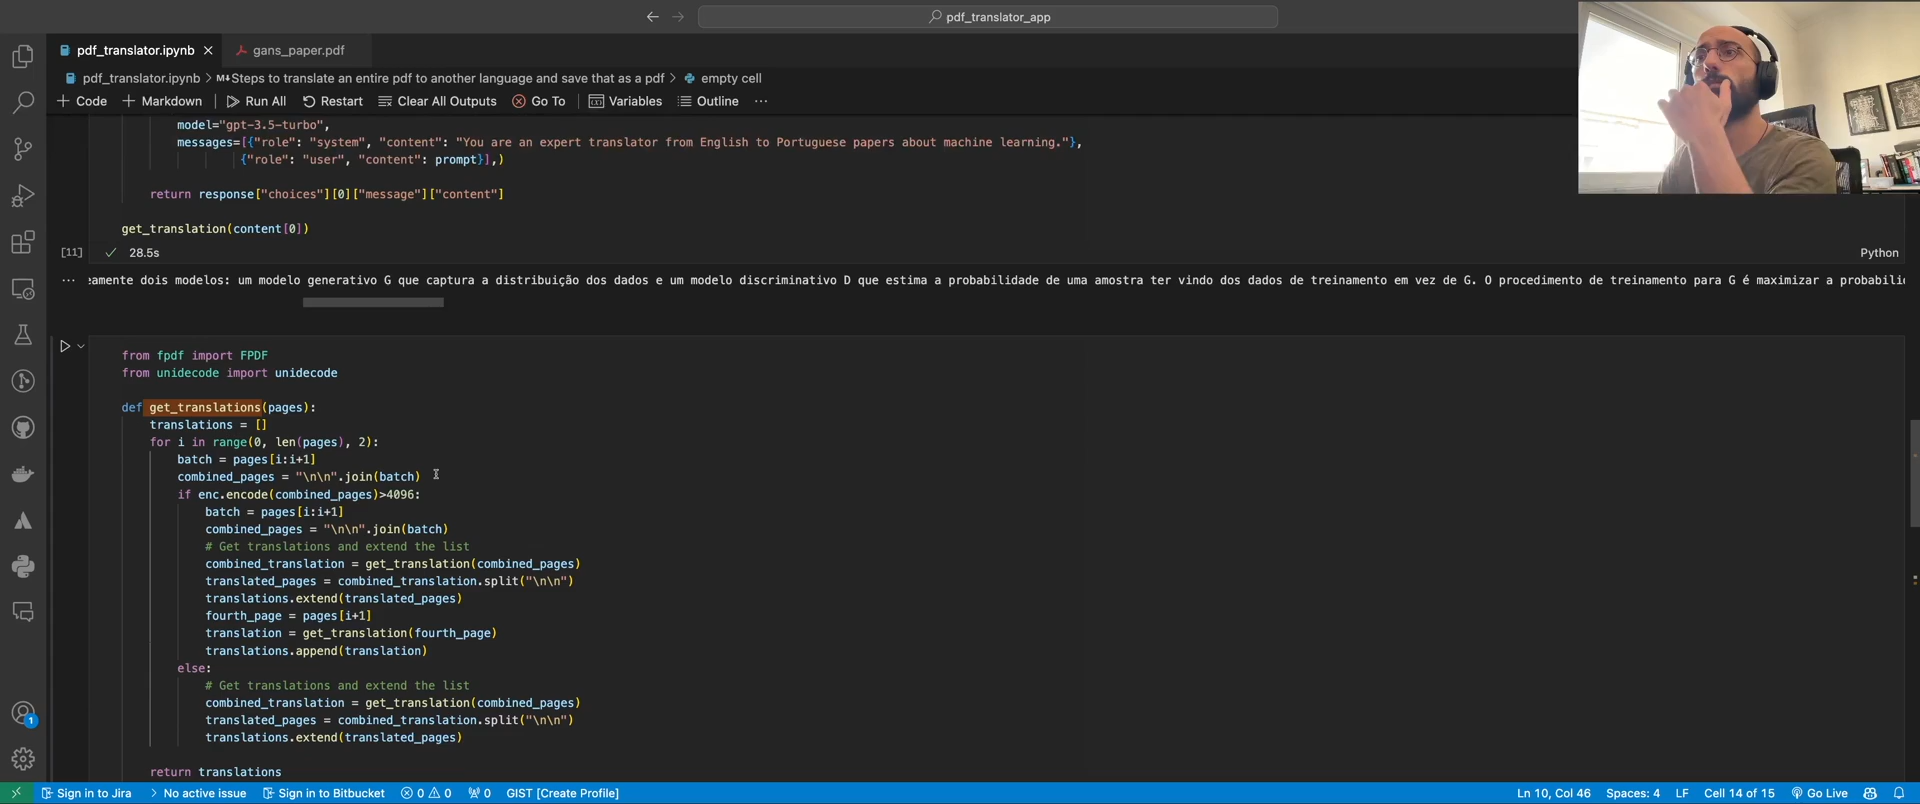 pdf_translator_app
pdf_translator.ipynb
gans_paper.pdf
pdf_translator.ipynb > M↓Steps to translate an entire pdf to another language and save that as a pdf > empty cell
+ Code + Markdown Run All Restart Clear All Outputs Go To Variables Outline ...
model="gpt-3.5-turbo",
messages=[{"role": "system", "content": "You are an expert translator from English to Portuguese papers about machine learning."},
{"role": "user", "content": prompt}],)
return response["choices"][0]["message"]["content"]
get_translation(content[0])
[11] ✓ 28.5s Python
... eamente dois modelos: um modelo generativo G que captura a distribuição dos dados e um modelo discriminativo D que estima a probabilidade de uma amostra ter vindo dos dados de treinamento em vez de G. O procedimento de treinamento para G é maximizar a probabili
from fpdf import FPDF
from unidecode import unidecode
def get_translations(pages):
translations = []
for i in range(0, len(pages), 2):
batch = pages[i:i+1]
combined_pages = "\n\n".join(batch)
if enc.encode(combined_pages)>4096:
batch = pages[i:i+1]
combined_pages = "\n\n".join(batch)
# Get translations and extend the list
combined_translation = get_translation(combined_pages)
translated_pages = combined_translation.split("\n\n")
translations.extend(translated_pages)
fourth_page = pages[i+1]
translation = get_translation(fourth_page)
translations.append(translation)
else:
# Get translations and extend the list
combined_translation = get_translation(combined_pages)
translated_pages = combined_translation.split("\n\n")
translations.extend(translated_pages)
return translations
1
Sign in to Jira No active issue Sign in to Bitbucket 0 0 0 GIST [Create Profile] Ln 10, Col 46 Spaces: 4 LF Cell 14 of 15 Go Live